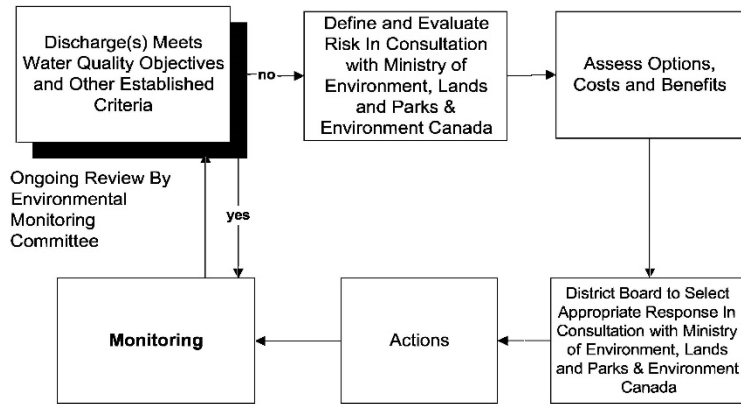 Discharge(s) Meets
Water Quality Objectives
and Other Established
Criteria
no
Define and Evaluate
Risk In Consultation
with Ministry of
Environment, Lands
and Parks &
Environment Canada
Assess Options,
Costs and Benefits
Ongoing Review By
Environmental
Monitoring
Committee
yes
District Board to Select
Appropriate Response In
Consultation with Ministry
of Environment, Lands
and Parks & Environment
Canada
Actions
Monitoring